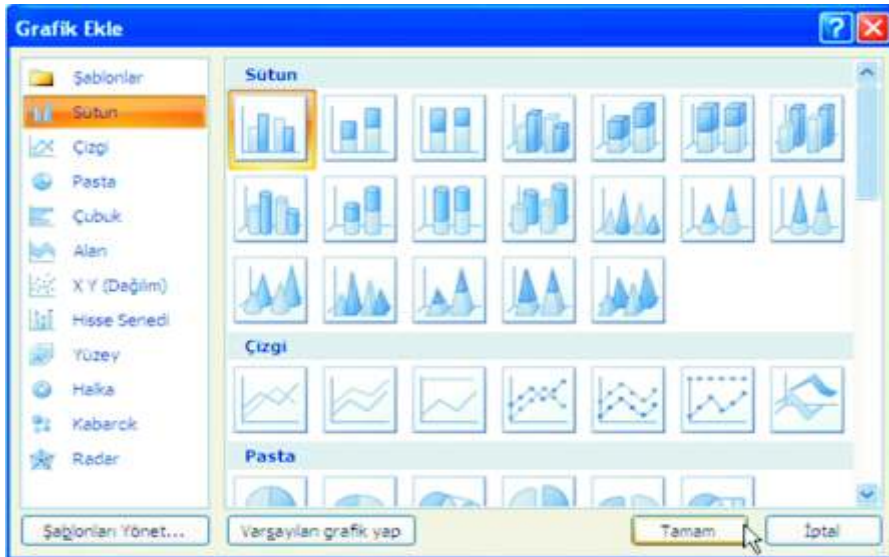 Grafik Ekle
Şablonlar
Sütun
Çizgi
Pasta
Çubuk
Alan
X Y (Dağılım)
Hisse Senedi
Yüzey
Halka
Kabarcık
Radar
Sütun
Çizgi
Pasta
Şablonları Yönet...
Varsayılan grafik yap
Tamam
İptal